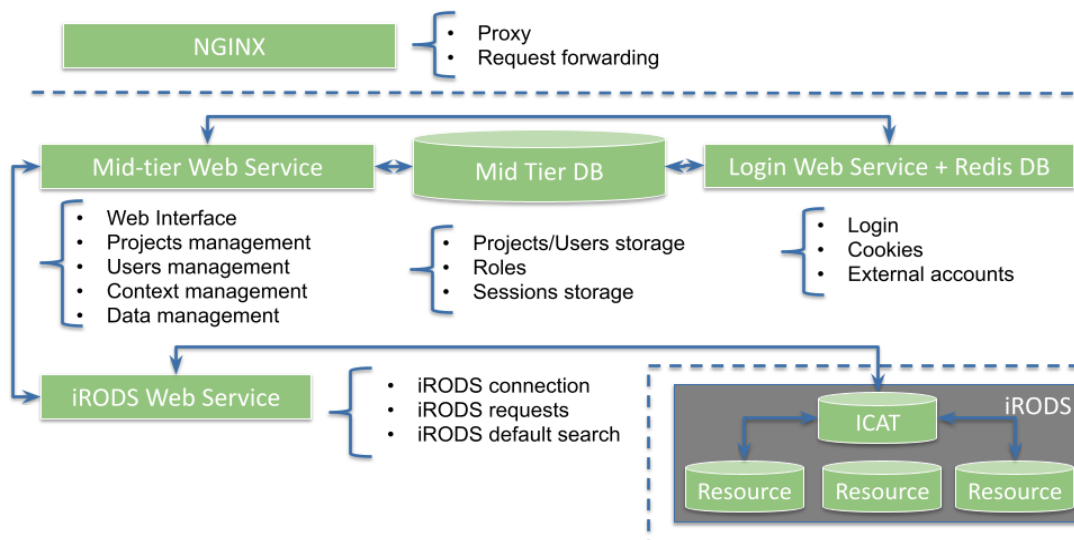 NGINX
• Proxy
• Request forwarding
Mid-tier Web Service
Mid Tier DB
Login Web Service + Redis DB
• Web Interface
• Projects management
• Users management
• Context management
• Data management
• Projects/Users storage
• Roles
• Sessions storage
• Login
• Cookies
• External accounts
iRODS Web Service
• iRODS connection
• iRODS requests
• iRODS default search
iRODS
ICAT
Resource
Resource
Resource